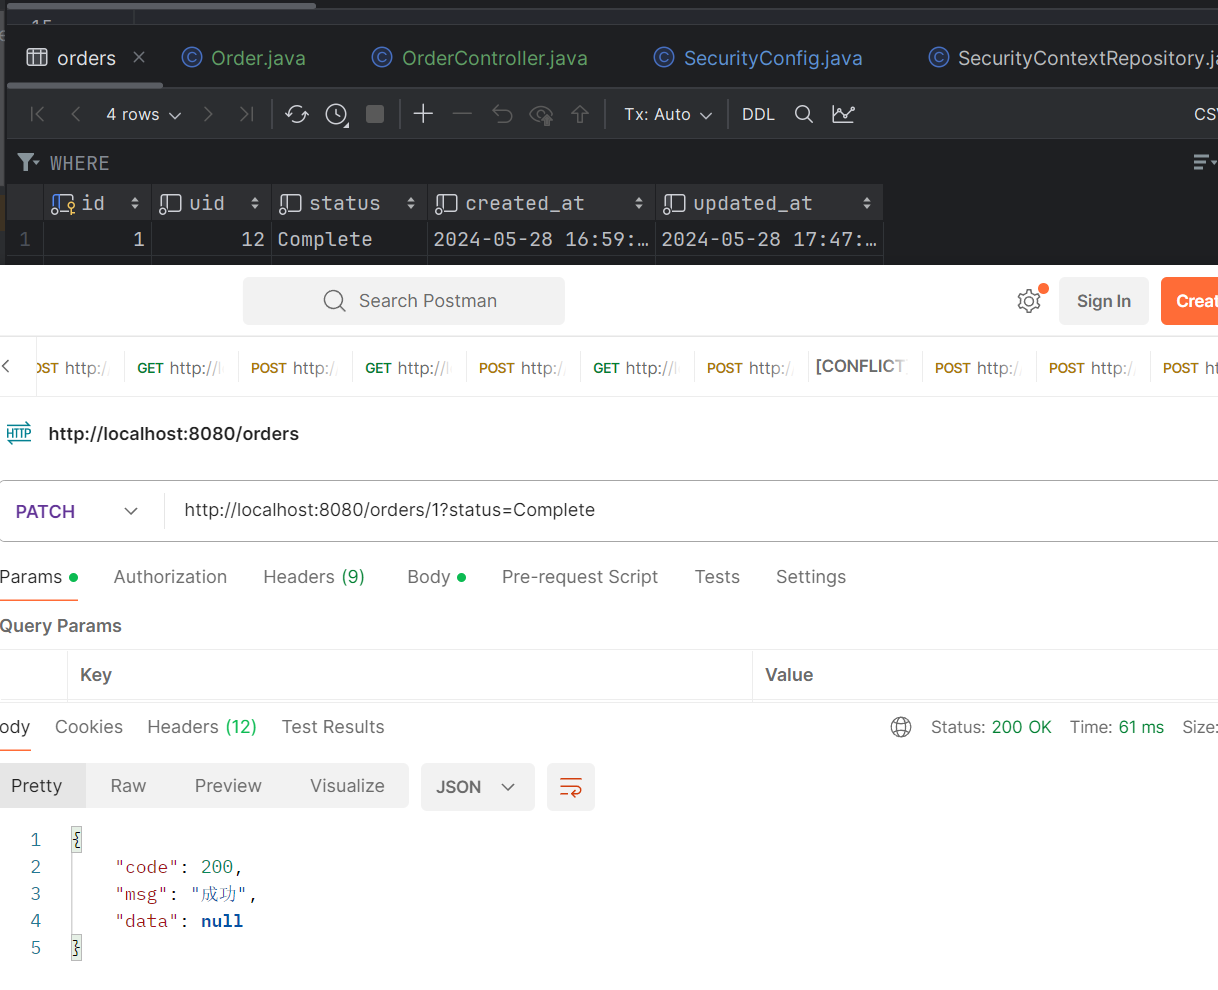 orders Order.java OrderController.java SecurityConfig.java SecurityContextRepository.ja
4 rows Tx: Auto DDL CS
WHERE
id uid status created_at updated_at
1 1 12 Complete 2024-05-28 16:59:… 2024-05-28 17:47:…
Search Postman Sign In Creat
OST http:/ GET http://l POST http:/ GET http://l POST http:/ GET http://l POST http:/ [CONFLICT POST http:/ POST http:/ POST ht
HTTP http://localhost:8080/orders
PATCH http://localhost:8080/orders/1?status=Complete
Params Authorization Headers (9) Body Pre-request Script Tests Settings
Query Params
Key Value
ody Cookies Headers (12) Test Results Status: 200 OK Time: 61 ms Size:
Pretty Raw Preview Visualize JSON
1 {
2 "code": 200,
3 "msg": "成功",
4 "data": null
5 }